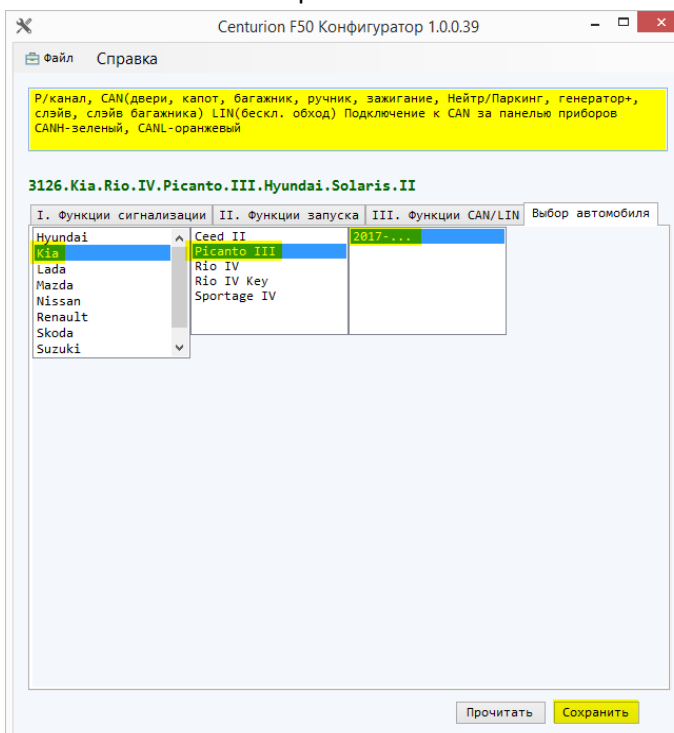 Centurion F50 Конфигуратор 1.0.0.39
Файл Справка
Р/канал, CAN(двери, капот, багажник, ручник, зажигание, Нейтр/Паркинг, генератор+,
слэйв, слэйв багажника) LIN(бескл. обход) Подключение к CAN за панелью приборов
CANH-зеленый, CANL-оранжевый
3126.Kia.Rio.IV.Picanto.III.Hyundai.Solaris.II
I. Функции сигнализации II. Функции запуска III. Функции CAN/LIN Выбор автомобиля
Hyundai Ceed II 2017-...
Kia Picanto III
Lada Rio IV
Mazda Rio IV Key
Nissan Sportage IV
Renault
Skoda
Suzuki
Прочитать Сохранить